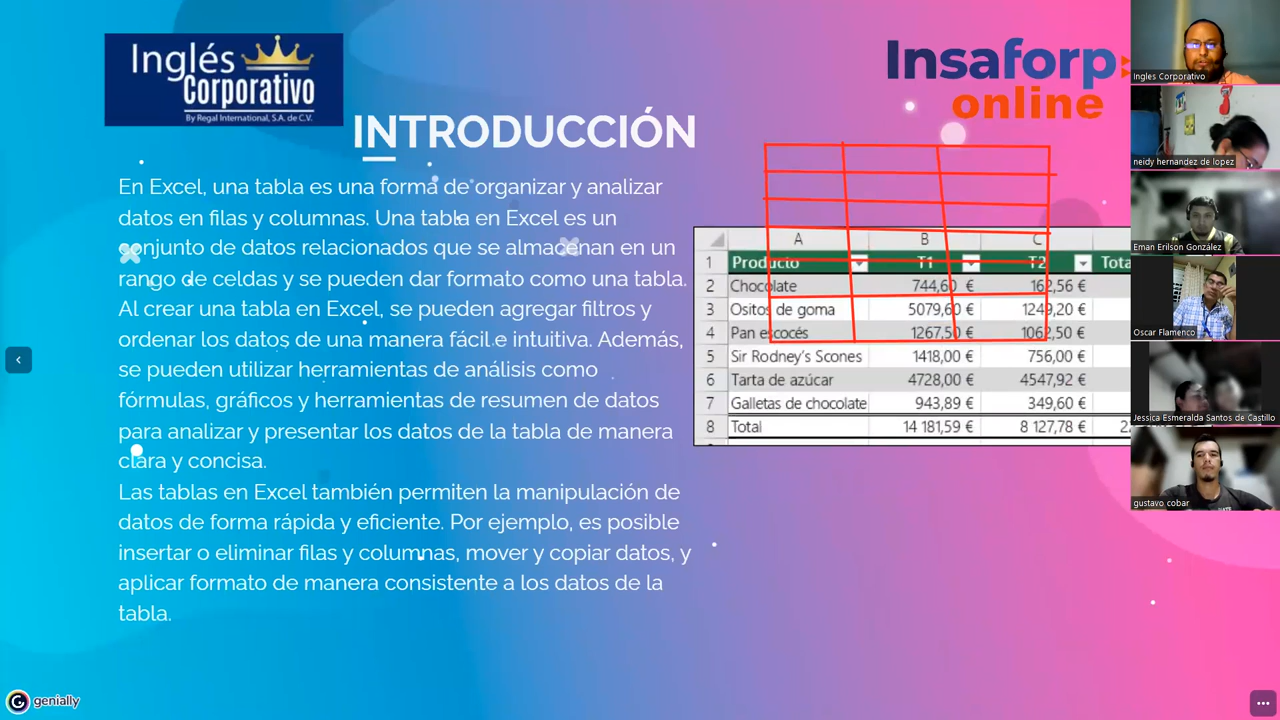 Inglés
Corporativo
By Regal International, S.A. de C.V.
Insaforp
online
INTRODUCCIÓN
En Excel, una tabla es una forma de organizar y analizar
datos en filas y columnas. Una tabla en Excel es un
conjunto de datos relacionados que se almacenan en un
rango de celdas y se pueden dar formato como una tabla.
Al crear una tabla en Excel, se pueden agregar filtros y
ordenar los datos de una manera fácil e intuitiva. Además,
se pueden utilizar herramientas de análisis como
fórmulas, gráficos y herramientas de resumen de datos
para analizar y presentar los datos de la tabla de manera
clara y concisa.
Las tablas en Excel también permiten la manipulación de
datos de forma rápida y eficiente. Por ejemplo, es posible
insertar o eliminar filas y columnas, mover y copiar datos, y
aplicar formato de manera consistente a los datos de la
tabla.
A B C
1 Producto T1 T2 Tota
2 Chocolate 744,60 € 162,56 €
3 Ositos de goma 5079,60 € 1249,20 €
4 Pan escocés 1267,50 € 1062,50 €
5 Sir Rodney's Scones 1418,00 € 756,00 €
6 Tarta de azúcar 4728,00 € 4547,92 €
7 Galletas de chocolate 943,89 € 349,60 €
8 Total 14 181,59 € 8 127,78 € 2
Ingles Corporativo
neidy hernandez de lopez
Eman Erilson González
Oscar Flamenco
Jessica Esmeralda Santos de Castillo
gustavo cobar
genially